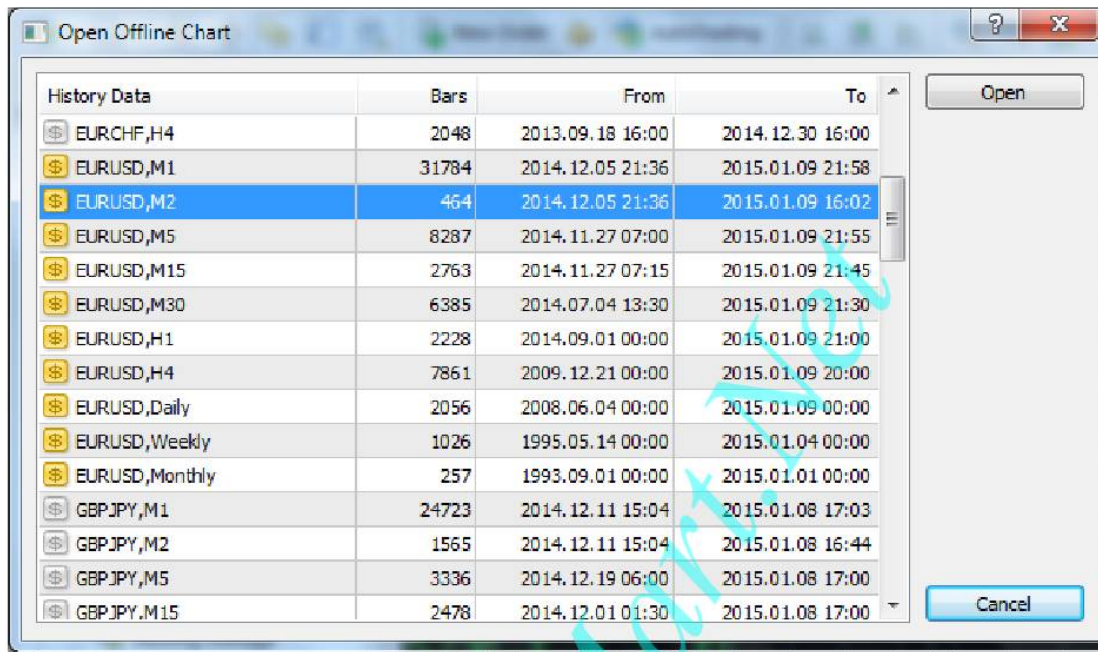 Open Offline Chart
History Data Bars From To Open
EURCHF,H4 2048 2013.09.18 16:00 2014.12.30 16:00
EURUSD,M1 31784 2014.12.05 21:36 2015.01.09 21:58
EURUSD,M2 464 2014.12.05 21:36 2015.01.09 16:02
EURUSD,M5 8287 2014.11.27 07:00 2015.01.09 21:55
EURUSD,M15 2763 2014.11.27 07:15 2015.01.09 21:45
EURUSD,M30 6385 2014.07.04 13:30 2015.01.09 21:30
EURUSD,H1 2228 2014.09.01 00:00 2015.01.09 21:00
EURUSD,H4 7861 2009.12.21 00:00 2015.01.09 20:00
EURUSD,Daily 2056 2008.06.04 00:00 2015.01.09 00:00
EURUSD,Weekly 1026 1995.05.14 00:00 2015.01.04 00:00
EURUSD,Monthly 257 1993.09.01 00:00 2015.01.01 00:00
GBPJPY,M1 24723 2014.12.11 15:04 2015.01.08 17:03
GBPJPY,M2 1565 2014.12.11 15:04 2015.01.08 16:44
GBPJPY,M5 3336 2014.12.19 06:00 2015.01.08 17:00
GBPJPY,M15 2478 2014.12.01 01:30 2015.01.08 17:00
Cancel